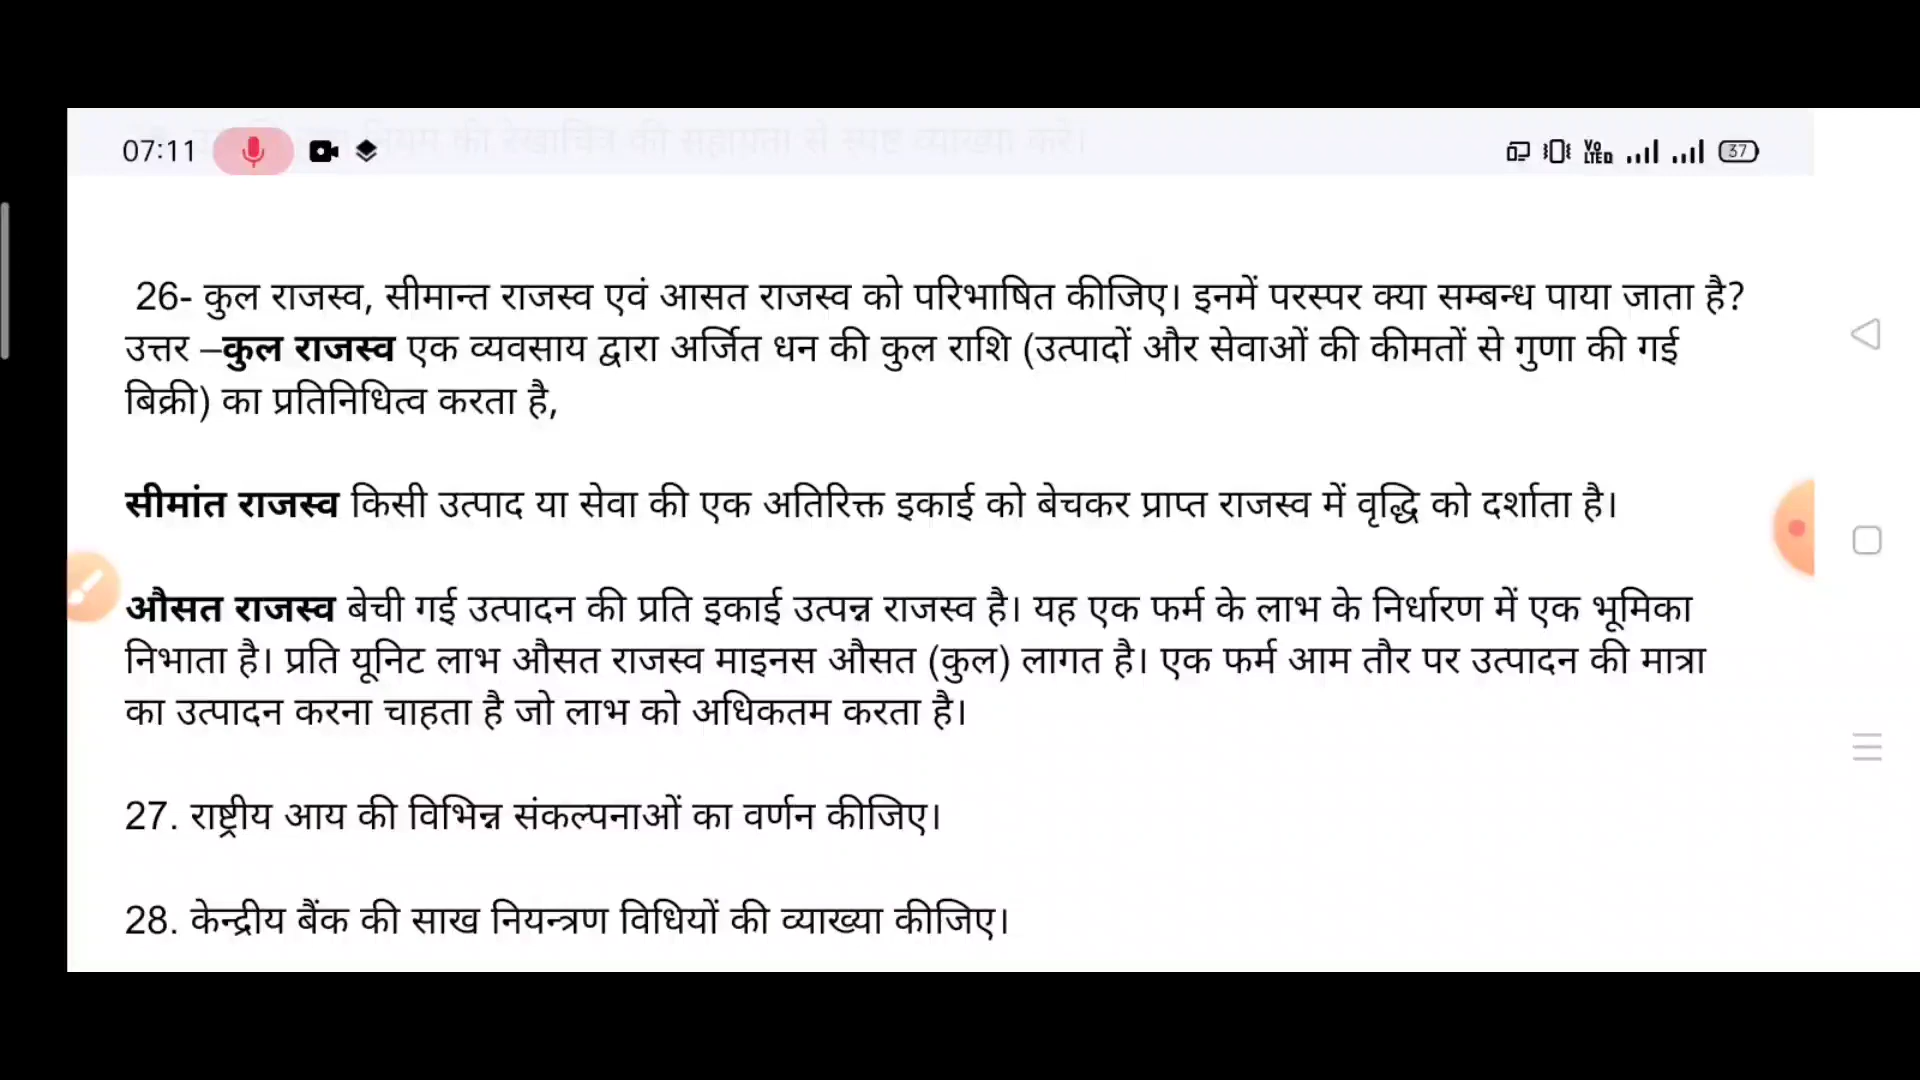 07:11
Vo LTE 37
26- कुल राजस्व, सीमान्त राजस्व एवं आसत राजस्व को परिभाषित कीजिए। इनमें परस्पर क्या सम्बन्ध पाया जाता है?
उत्तर –कुल राजस्व एक व्यवसाय द्वारा अर्जित धन की कुल राशि (उत्पादों और सेवाओं की कीमतों से गुणा की गई
बिक्री) का प्रतिनिधित्व करता है,
सीमांत राजस्व किसी उत्पाद या सेवा की एक अतिरिक्त इकाई को बेचकर प्राप्त राजस्व में वृद्धि को दर्शाता है।
औसत राजस्व बेची गई उत्पादन की प्रति इकाई उत्पन्न राजस्व है। यह एक फर्म के लाभ के निर्धारण में एक भूमिका
निभाता है। प्रति यूनिट लाभ औसत राजस्व माइनस औसत (कुल) लागत है। एक फर्म आम तौर पर उत्पादन की मात्रा
का उत्पादन करना चाहता है जो लाभ को अधिकतम करता है।
27. राष्ट्रीय आय की विभिन्न संकल्पनाओं का वर्णन कीजिए।
28. केन्द्रीय बैंक की साख नियन्त्रण विधियों की व्याख्या कीजिए।